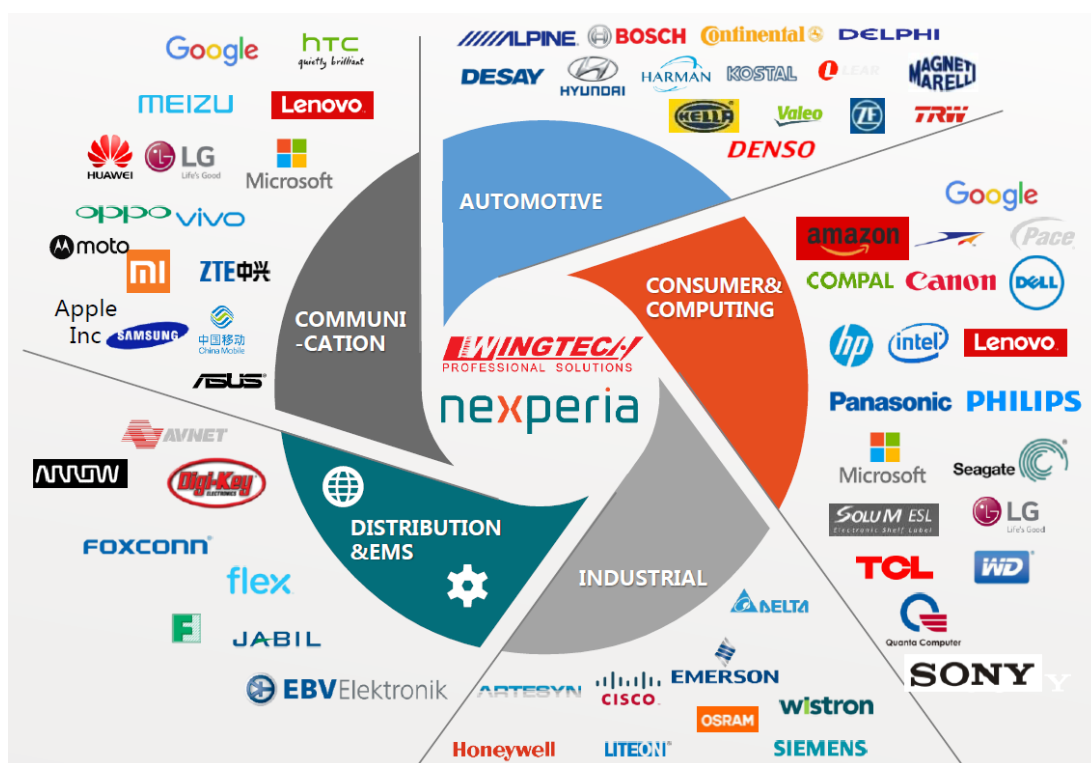 Google
hTC
quietly brilliant
MEIZU
Lenovo
HUAWEI
LG
Life's Good
Microsoft
oppo
vivo
moto
mi
ZTE中兴
Apple
Inc
SAMSUNG
中国移动
China Mobile
ASUS
COMMUNI
-CATION
ALPINE
BOSCH
Continental
DELPHI
DESAY
HYUNDAI
HARMAN
KOSTAL
LEAR
MAGNETI
MARELLI
HELLA
Valeo
ZF
TRW
DENSO
AUTOMOTIVE
Google
amazon
Pace
COMPAL
Canon
DELL
hp
intel
Lenovo
Panasonic
PHILIPS
Microsoft
Seagate
SOLUM ESL
Electronic Shelf Label
LG
Life's Good
TCL
WD
Quanta Computer
SONY
Y
CONSUMER&
COMPUTING
WINGTECH
PROFESSIONAL SOLUTIONS
nexperia
AVNET
ARROW
Digi-Key
ELECTRONICS
FOXCONN
flex
F
JABIL
EBVElektronik
DISTRIBUTION
&EMS
INDUSTRIAL
DELTA
EMERSON
ARTESYN
CISCO
wistron
OSRAM
Honeywell
LITEON
SIEMENS